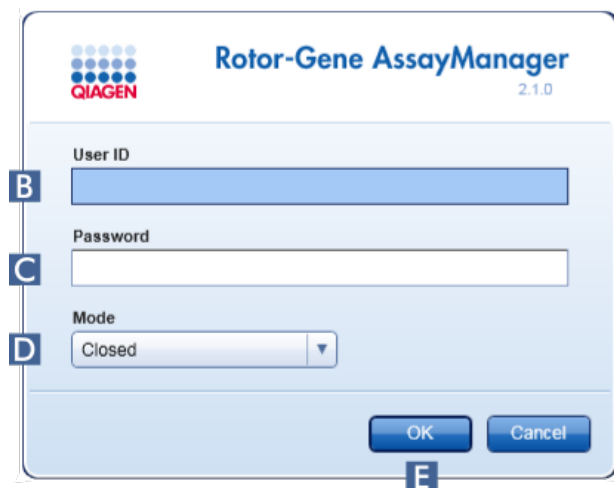 QIAGEN
Rotor-Gene AssayManager
2.1.0
User ID
B
Password
C
Mode
D
Closed
OK
Cancel
E